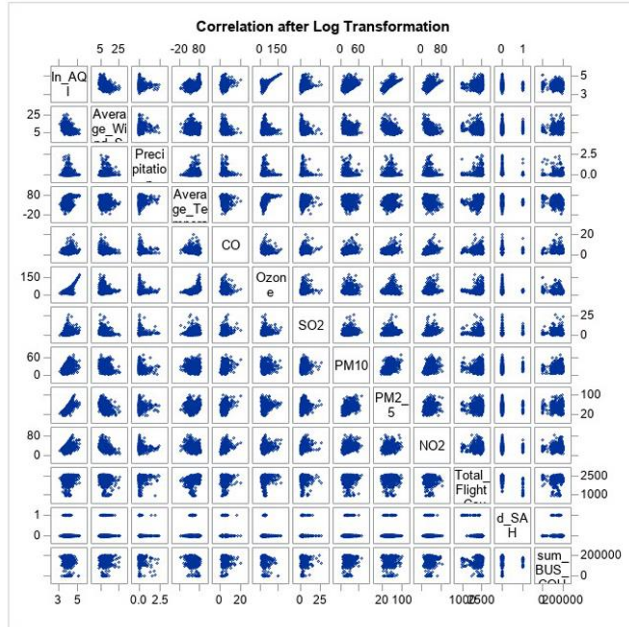 Correlation after Log Transformation
5 25 -20 80 0 150 0 60 0 80 0 1
ln_AQ
I
5
3
25
5
Avera
ge_Wi
Preci
pitatio
2.5
0.0
80
-20
Avera
ge_Te
CO
20
0
150
0
Ozon
e
SO2
25
0
60
0
PM10
PM2_
5
100
20
80
0
NO2
Total_
Flight
2500
1000
1
0
d_SA
H
sum_
BUS_
200000
0
3 5 0.0 2.5 0 20 0 25 20 100 1000 2500 0 200000